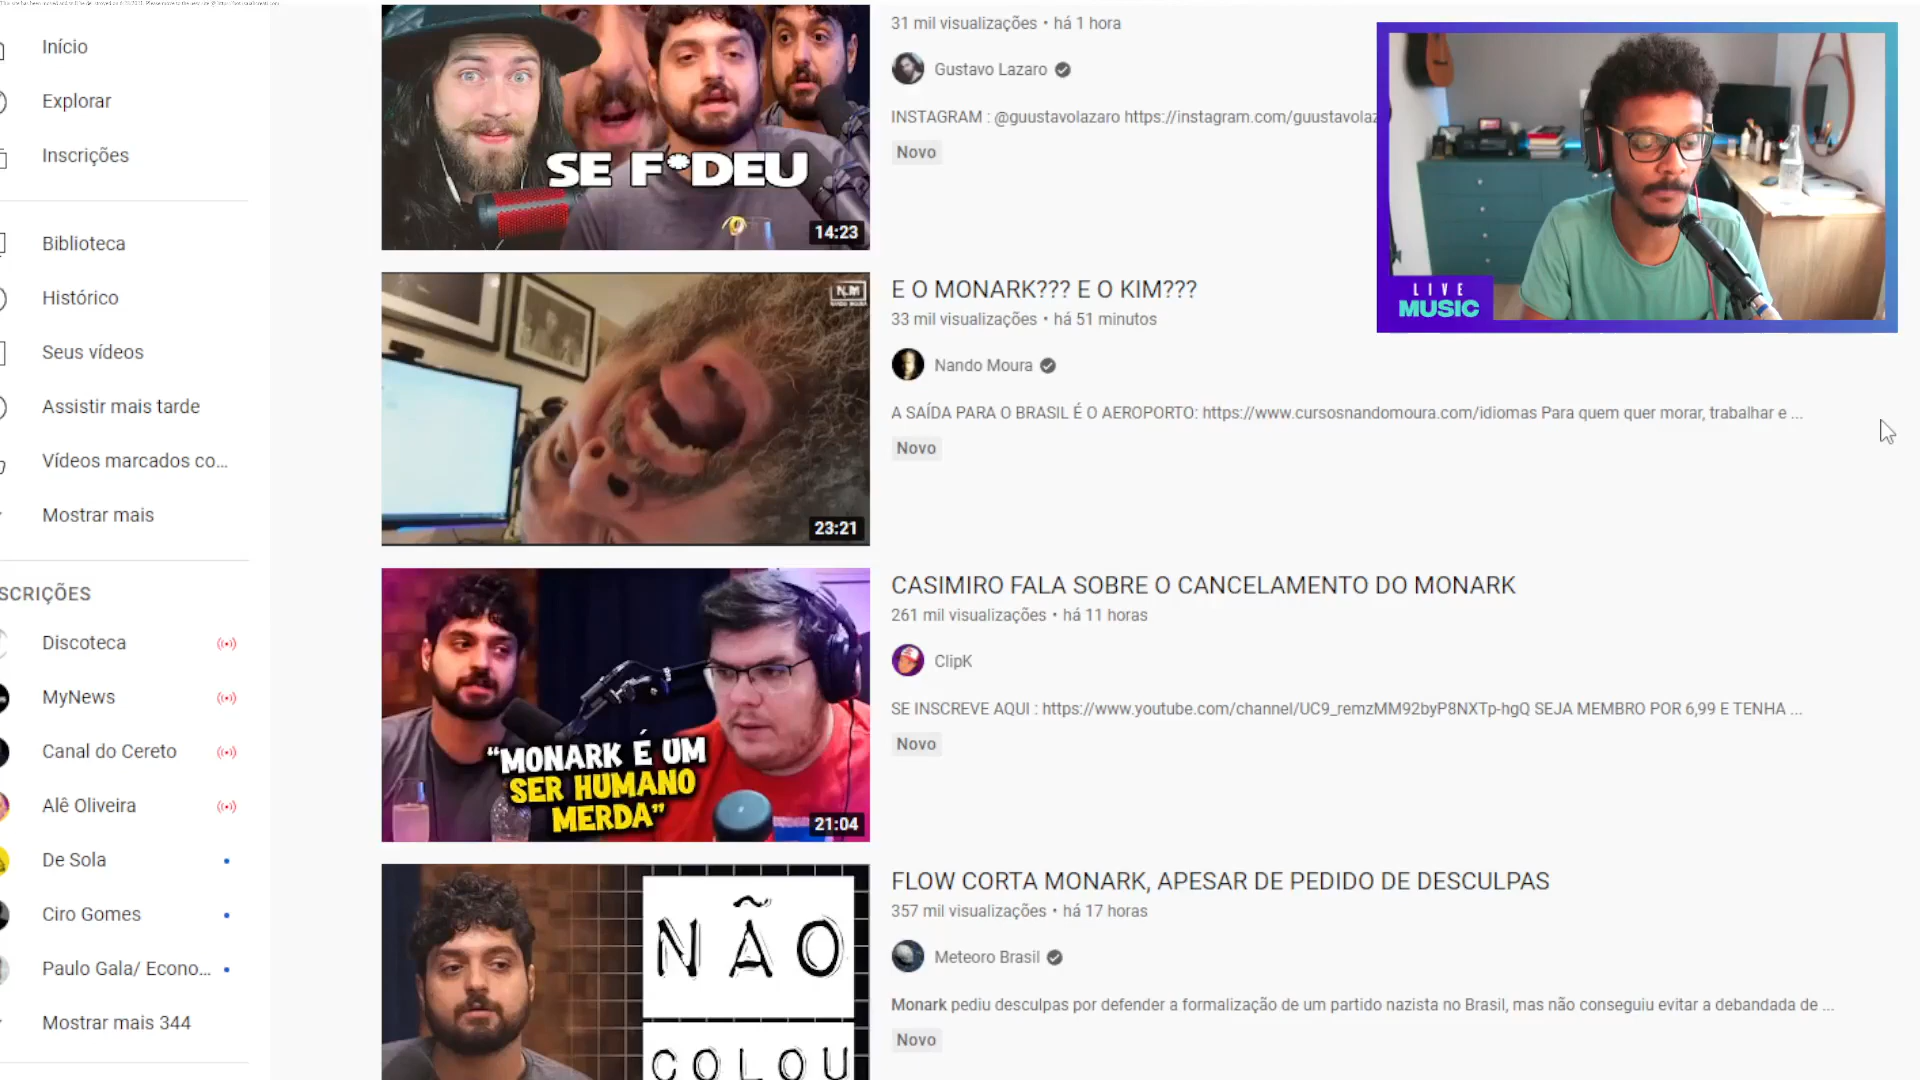 Início
Explorar
Inscrições
Biblioteca
Histórico
Seus vídeos
Assistir mais tarde
Vídeos marcados co...
Mostrar mais
SCRIÇÕES
Discoteca
MyNews
Canal do Cereto
Alê Oliveira
De Sola
Ciro Gomes
Paulo Gala/ Econo...
Mostrar mais 344
SE F*DEU
14:23
31 mil visualizações • há 1 hora
Gustavo Lazaro
INSTAGRAM : @guustavolazaro https://instagram.com/guustavolaz
Novo
LIVE
MUSIC
N.M
23:21
E O MONARK??? E O KIM???
33 mil visualizações • há 51 minutos
Nando Moura
A SAÍDA PARA O BRASIL É O AEROPORTO: https://www.cursosnandomoura.com/idiomas Para quem quer morar, trabalhar e ...
Novo
"MONARK É UM
SER HUMANO
MERDA"
21:04
CASIMIRO FALA SOBRE O CANCELAMENTO DO MONARK
261 mil visualizações • há 11 horas
ClipK
SE INSCREVE AQUI : https://www.youtube.com/channel/UC9_remzMM92byP8NXTp-hgQ SEJA MEMBRO POR 6,99 E TENHA ...
Novo
NÃO
COLOU
FLOW CORTA MONARK, APESAR DE PEDIDO DE DESCULPAS
357 mil visualizações • há 17 horas
Meteoro Brasil
Monark pediu desculpas por defender a formalização de um partido nazista no Brasil, mas não conseguiu evitar a debandada de ...
Novo